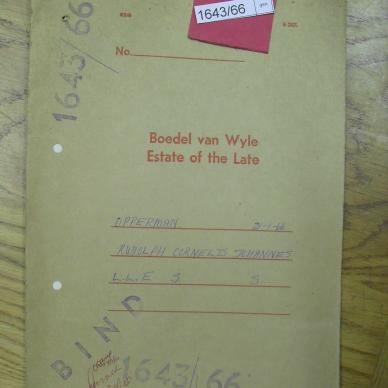 1643/66
1643/66
No.
Boedel van Wyle
Estate of the Late
OPPERMAN
RUDOLPH CORNELIS JOHANNES
L.L.E S S
BIND
1643/66